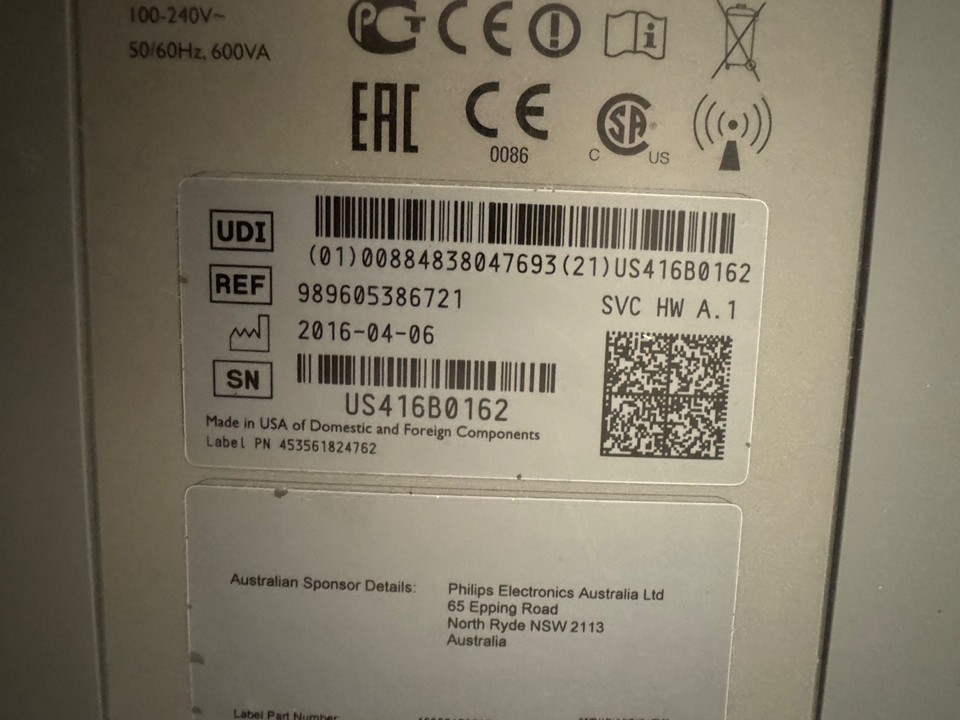 100-240V~
50/60Hz, 600VA
EAC
CE
0086
SA
C US
UDI
(01)00884838047693(21)US416B0162
REF
989605386721
SVC HW A.1
2016-04-06
SN
US416B0162
Made in USA of Domestic and Foreign Components
Label PN 453561824762
Australian Sponsor Details:
Philips Electronics Australia Ltd
65 Epping Road
North Ryde NSW 2113
Australia
Label Part Number